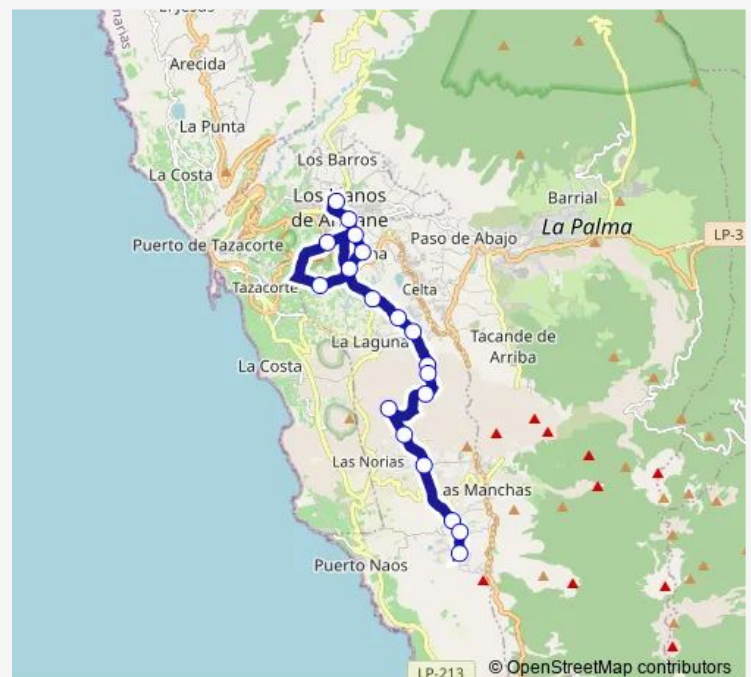 Arecida
La Punta
La Costa
Los Barros
Los Llanos
de Aridane
Barrial
La Palma
Paso de Abajo
LP-3
Puerto de Tazacorte
Tazacorte
Celta
La Laguna
Tacande de
Arriba
La Costa
Las Norias
as Manchas
Puerto Naos
LP-213
© OpenStreetMap contributors